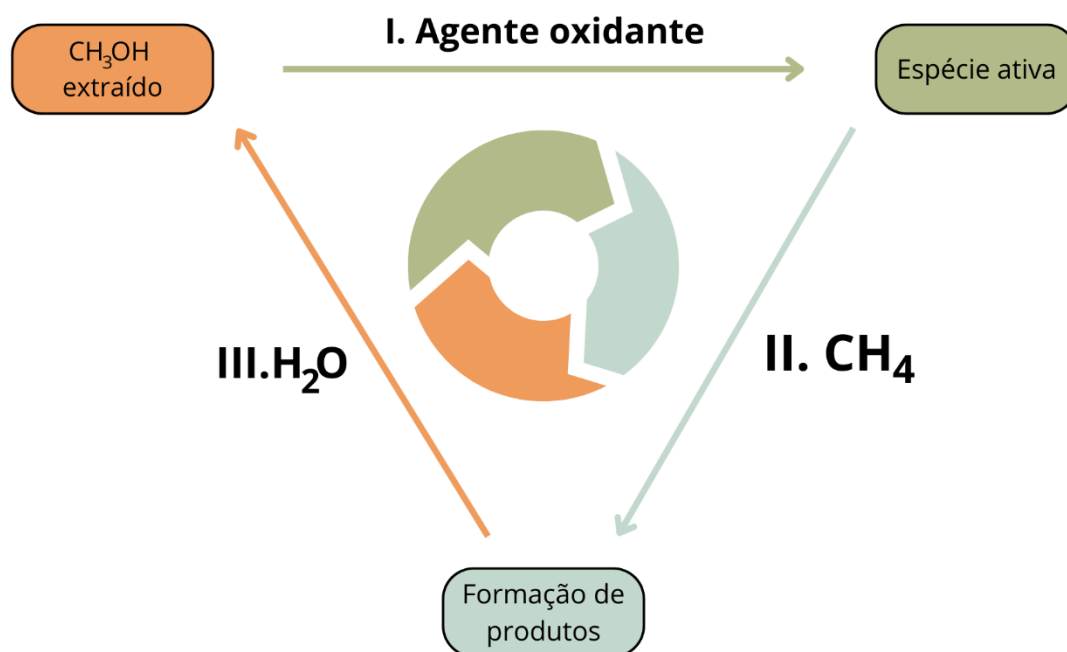 I. Agente oxidante
CH₃OH
extraído
Espécie ativa
III.H₂O
II. CH₄
Formação de
produtos